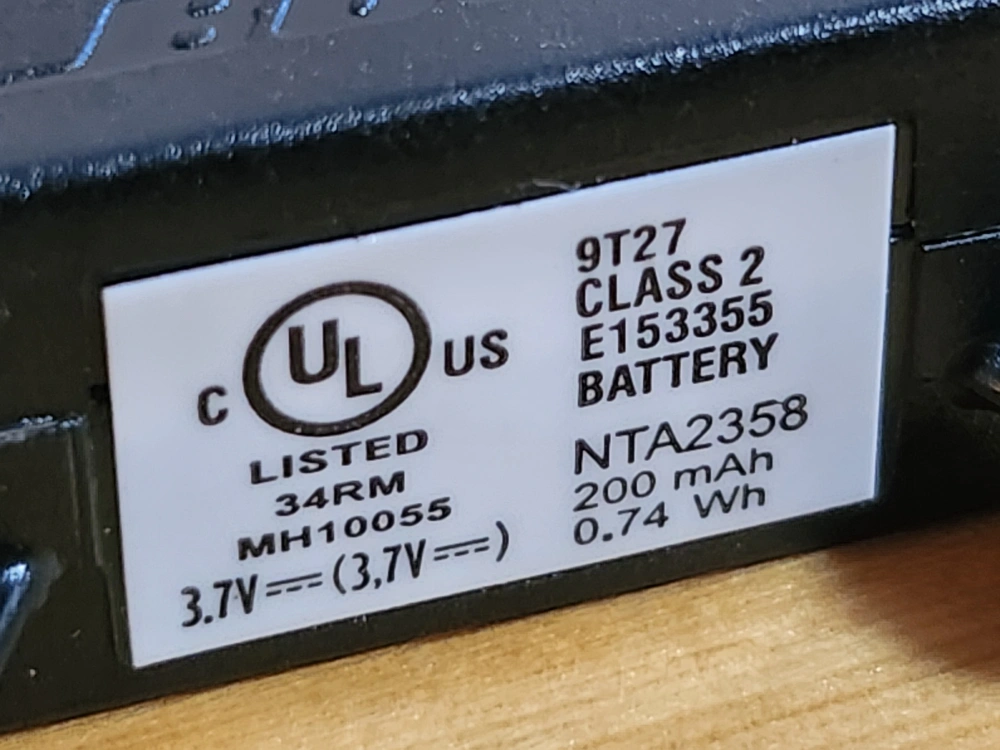 C UL US
LISTED
34RM
MH10055
3.7V⎓(3,7V⎓)
9T27
CLASS 2
E153355
BATTERY
NTA2358
200 mAh
0.74 Wh